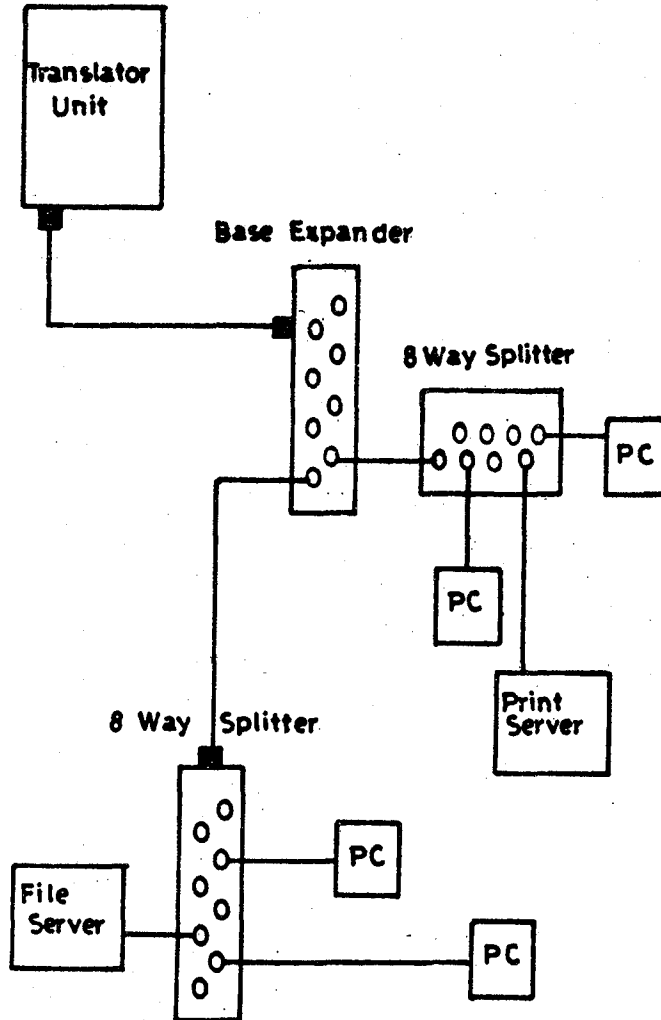 Translator
Unit
Base Expander
8 Way Splitter
PC
PC
Print
Server
8 Way Splitter
PC
File
Server
PC